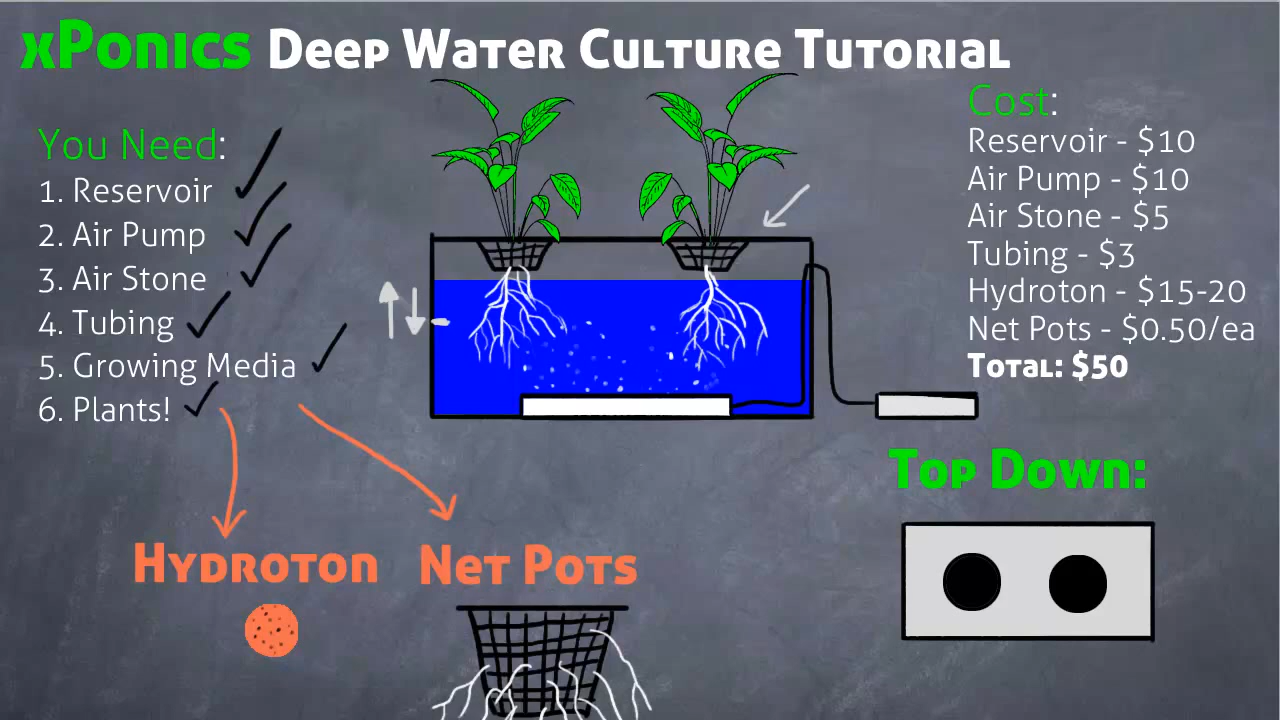 xPonics Deep Water Culture Tutorial
You Need:
1. Reservoir
2. Air Pump
3. Air Stone
4. Tubing
5. Growing Media
6. Plants!
Cost:
Reservoir - $10
Air Pump - $10
Air Stone - $5
Tubing - $3
Hydroton - $15-20
Net Pots - $0.50/ea
Total: $50
Top Down:
Hydroton
Net Pots